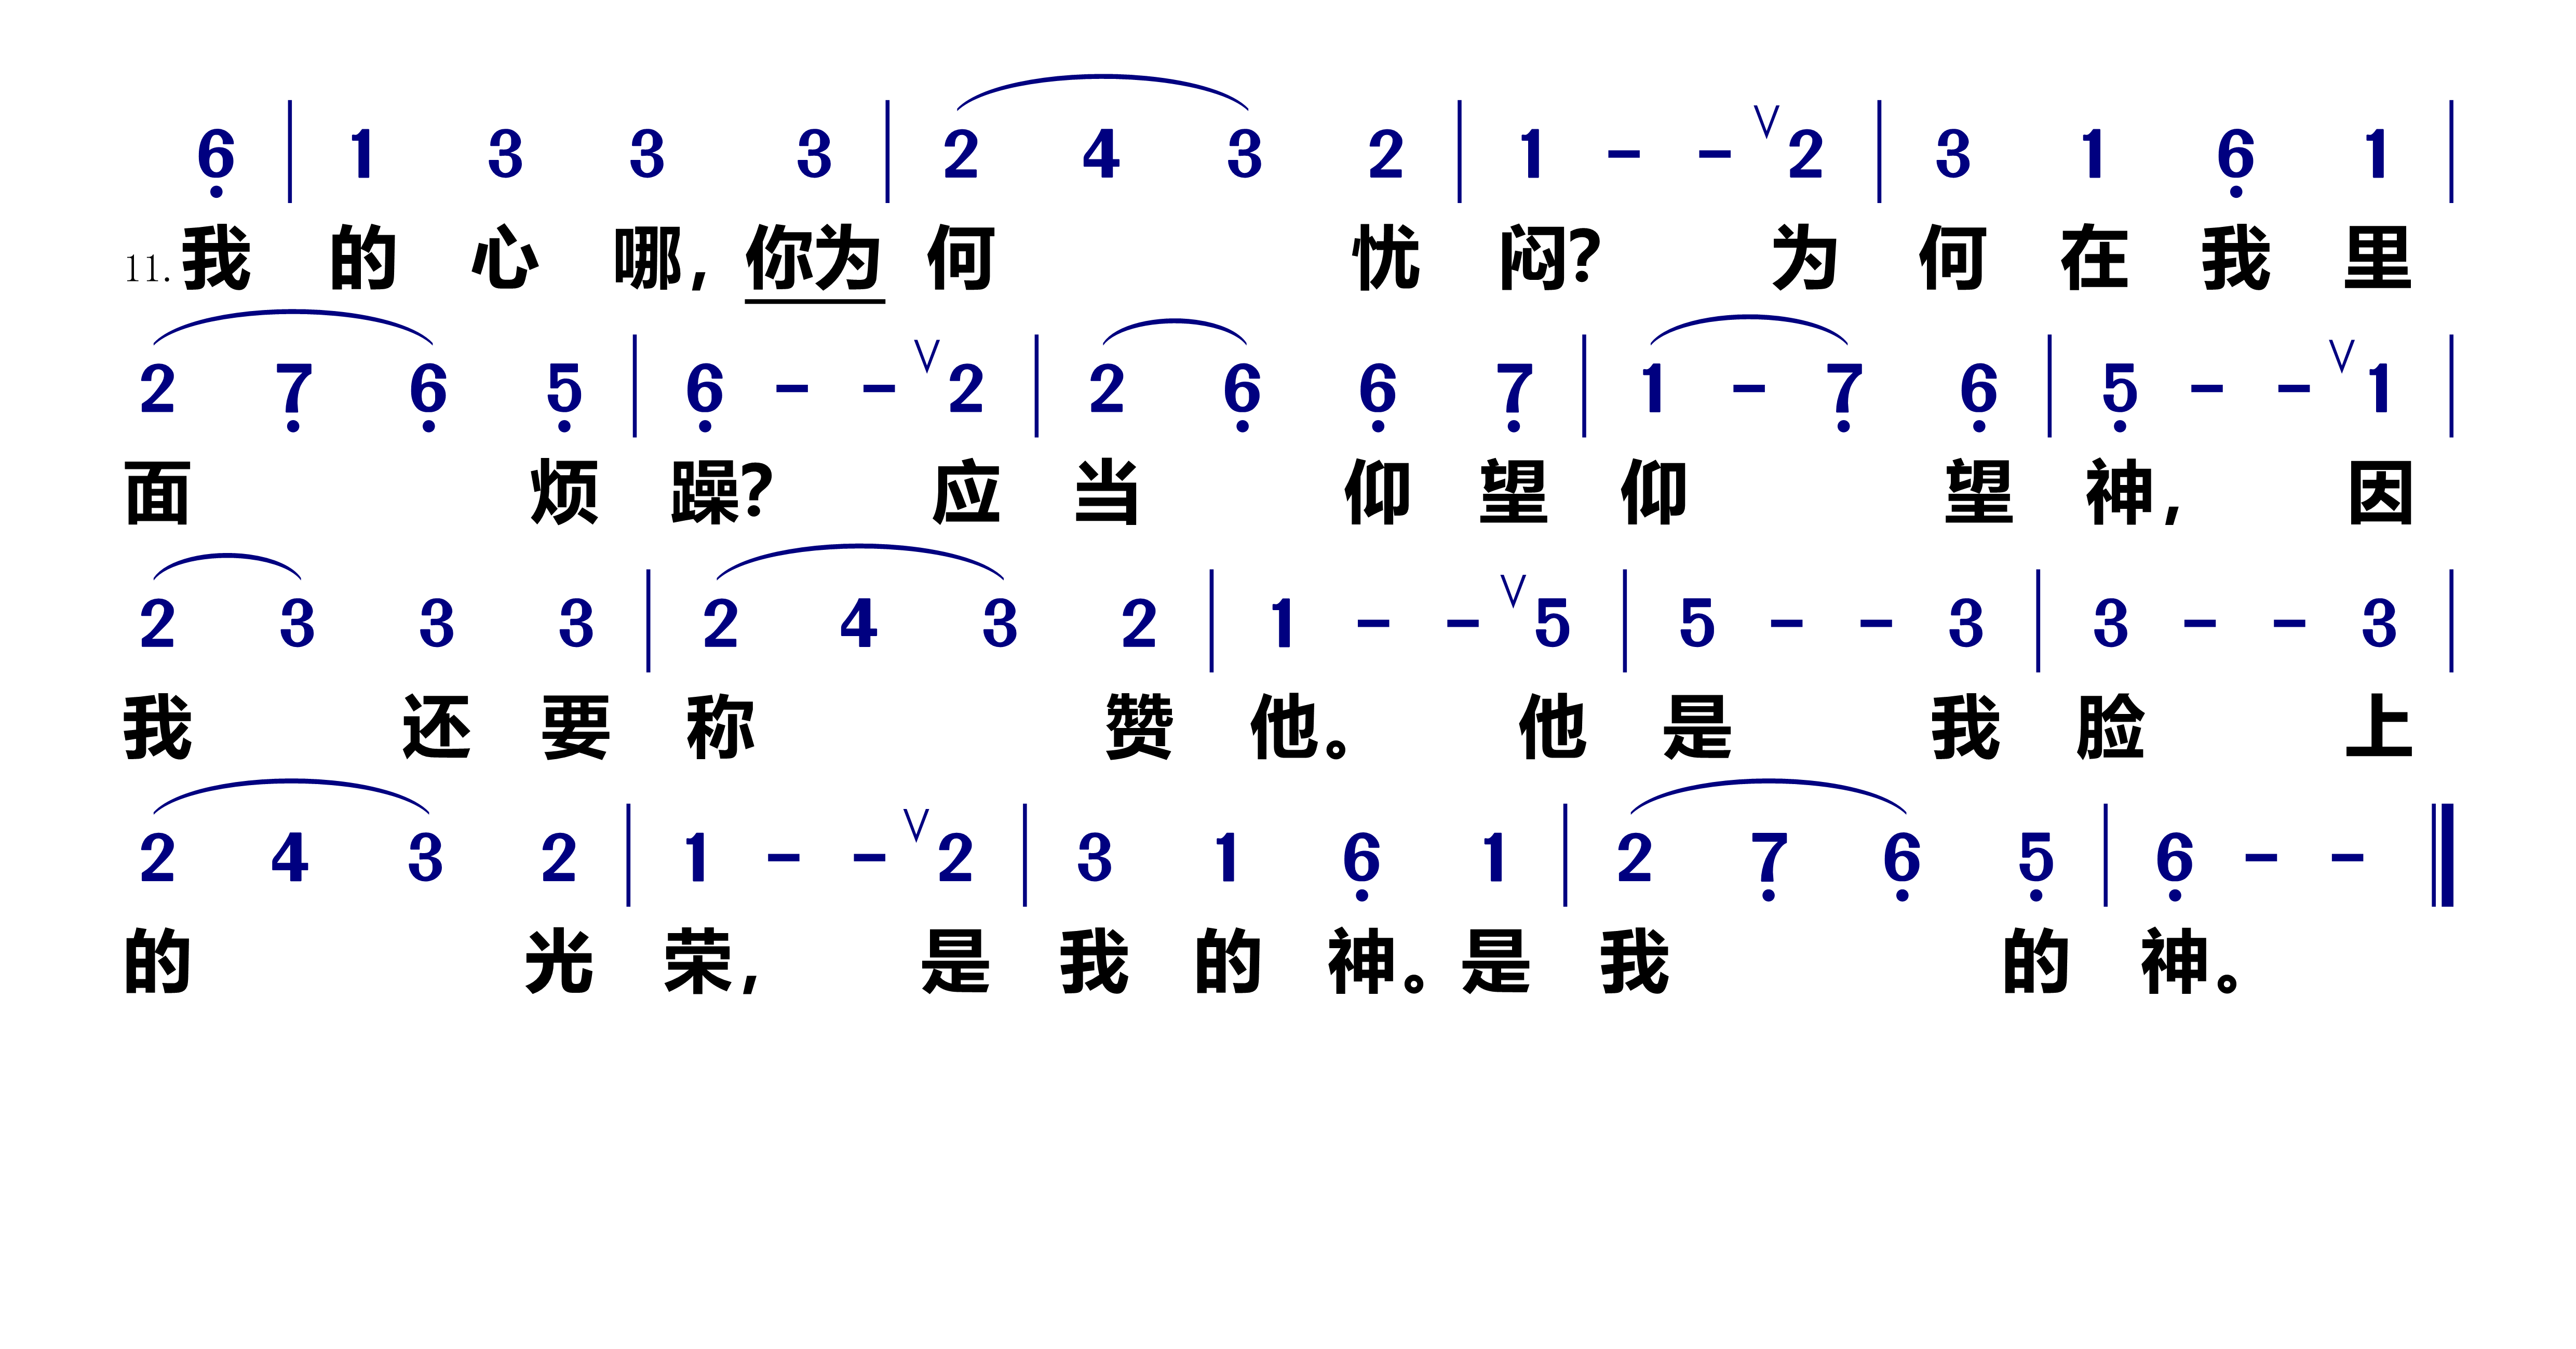 6̣ | 1 3 3 3 | 2 4 3 2 | 1 - - ∨ 2 | 3 1 6̣ 1 |
11. 我 的 心 哪, 你为 何 忧 闷? 为 何 在 我 里
2 7̣ 6̣ 5̣ | 6̣ - - ∨ 2 | 2 6̣ 6̣ 7̣ | 1 - 7̣ 6̣ | 5̣ - - ∨ 1 |
面 烦 躁? 应 当 仰 望 仰 望 神, 因
2 3 3 3 | 2 4 3 2 | 1 - - ∨ 5 | 5 - - 3 | 3 - - 3 |
我 还 要 称 赞 他。 他 是 我 脸 上
2 4 3 2 | 1 - - ∨ 2 | 3 1 6̣ 1 | 2 7̣ 6̣ 5̣ | 6̣ - - ‖
的 光 荣, 是 我 的 神。是 我 的 神。